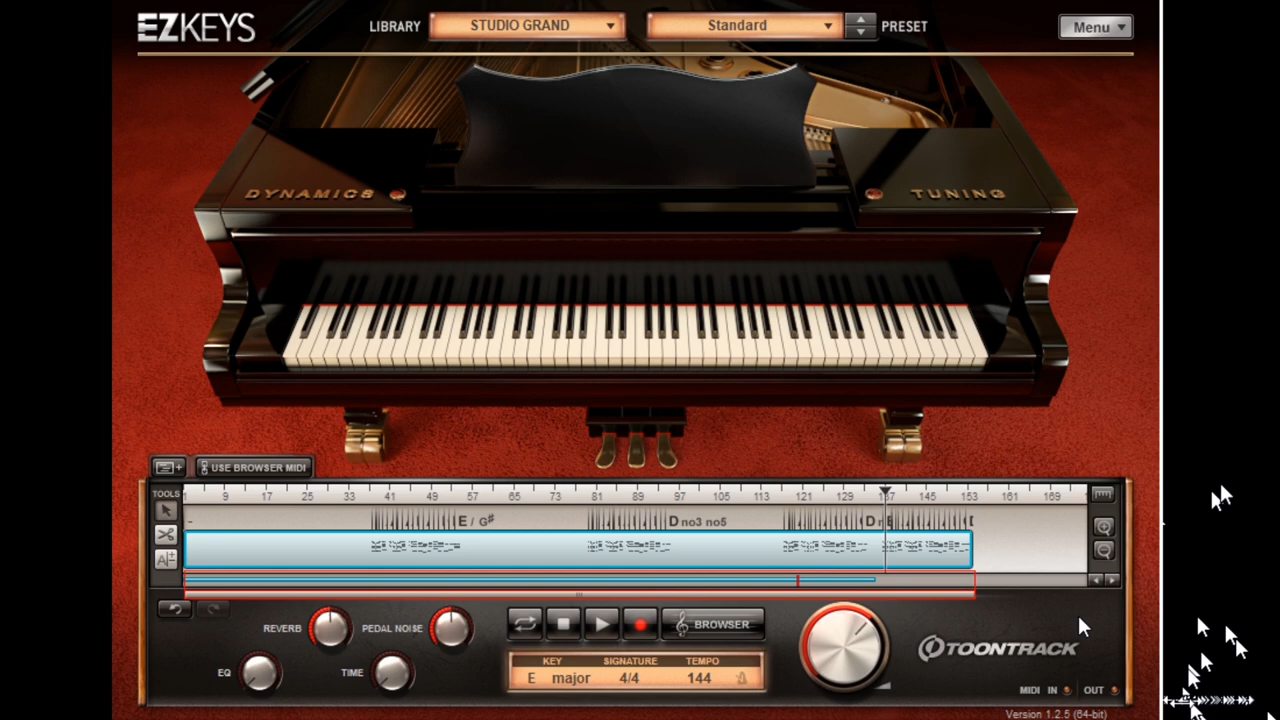 EZKEYS LIBRARY STUDIO GRAND Standard PRESET Menu
DYNAMICS TUNING
USE BROWSER MIDI
TOOLS 9 17 25 33 41 49 57 65 73 81 89 97 105 113 121 129 137 145 153 161 169
E / G# D no3 no5
REVERB PEDAL NOISE BROWSER
EQ TIME
KEY SIGNATURE TEMPO
E major 4/4 144
TOONTRACK
MIDI IN OUT
Version 1.2.5 (64-bit)